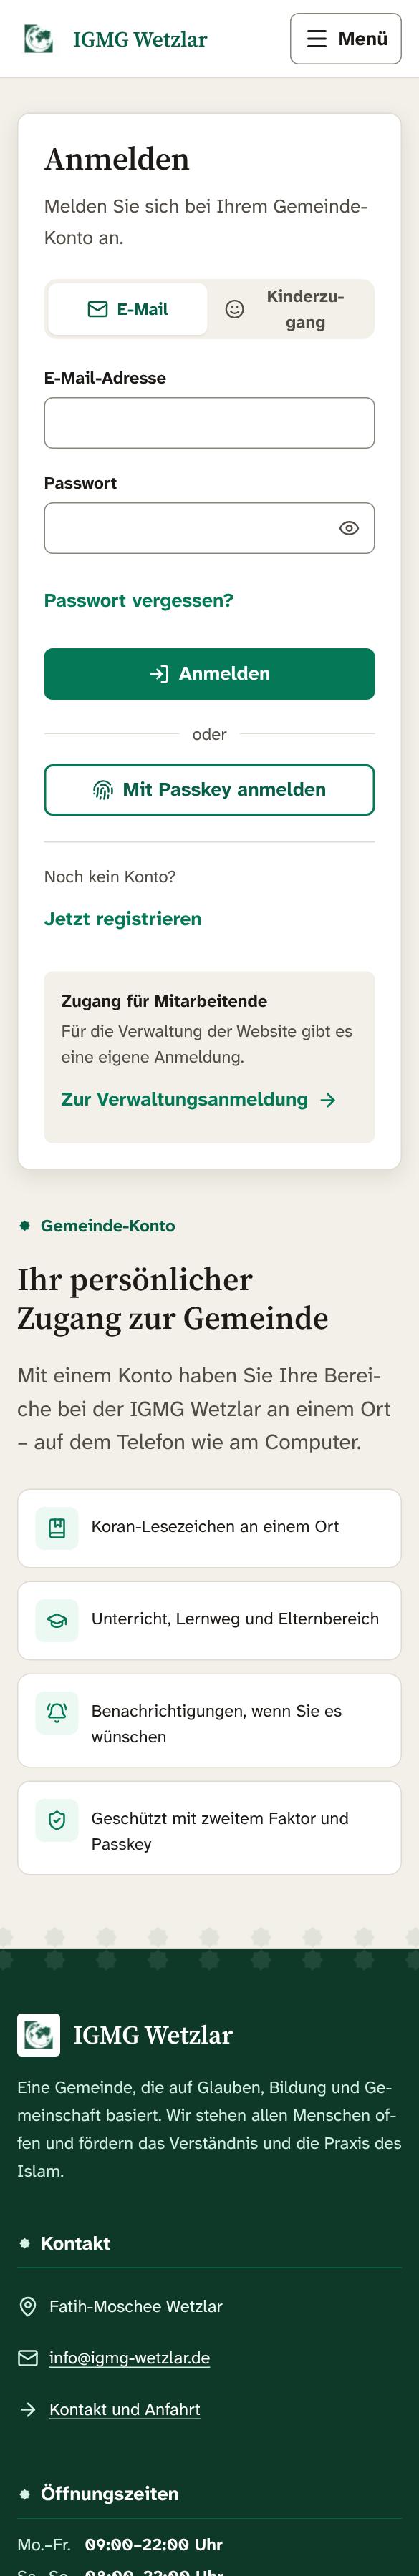 IGMG Wetzlar
Menü
Anmelden
Melden Sie sich bei Ihrem Gemeinde-
Konto an.
E-Mail
Kinderzu-
gang
E-Mail-Adresse
Passwort
Passwort vergessen?
Anmelden
oder
Mit Passkey anmelden
Noch kein Konto?
Jetzt registrieren
Zugang für Mitarbeitende
Für die Verwaltung der Website gibt es
eine eigene Anmeldung.
Zur Verwaltungsanmeldung
Gemeinde-Konto
Ihr persönlicher
Zugang zur Gemeinde
Mit einem Konto haben Sie Ihre Berei-
che bei der IGMG Wetzlar an einem Ort
– auf dem Telefon wie am Computer.
Koran-Lesezeichen an einem Ort
Unterricht, Lernweg und Elternbereich
Benachrichtigungen, wenn Sie es
wünschen
Geschützt mit zweitem Faktor und
Passkey
IGMG Wetzlar
Eine Gemeinde, die auf Glauben, Bildung und Ge-
meinschaft basiert. Wir stehen allen Menschen of-
fen und fördern das Verständnis und die Praxis des
Islam.
Kontakt
Fatih-Moschee Wetzlar
info@igmg-wetzlar.de
Kontakt und Anfahrt
Öffnungszeiten
Mo.–Fr. 09:00–22:00 Uhr